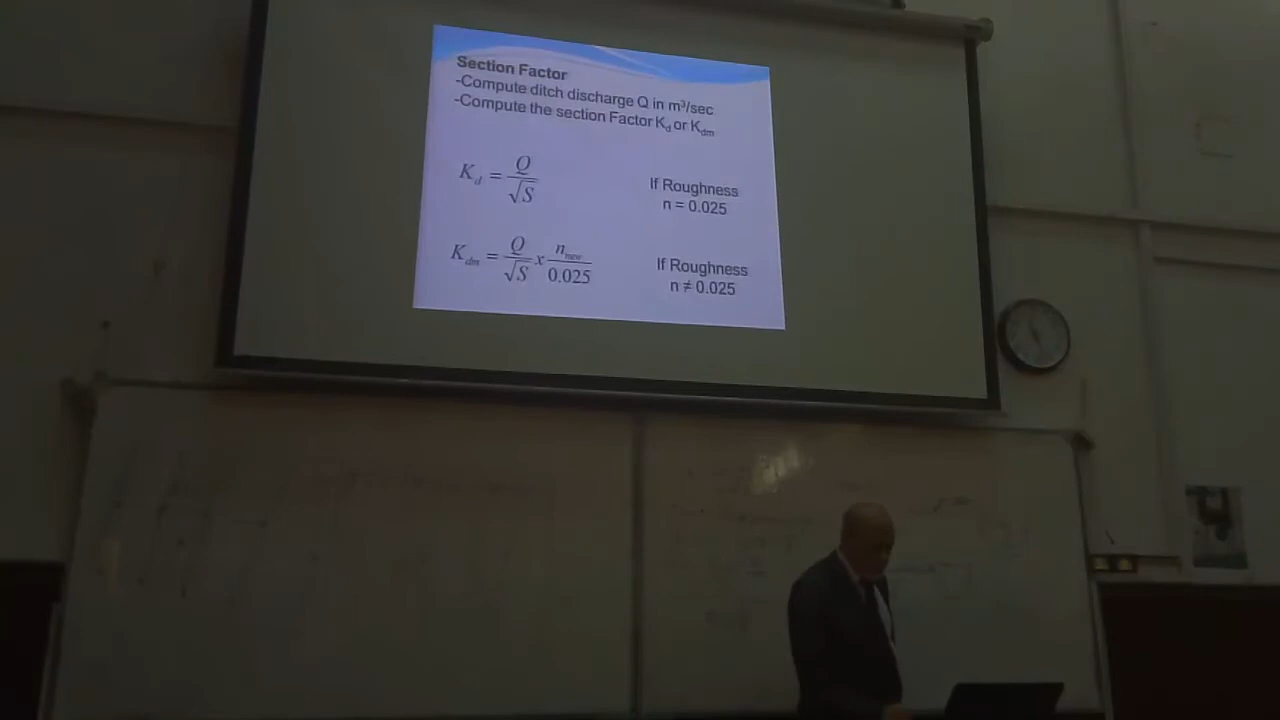 Section Factor
-Compute ditch discharge Q in m³/sec
-Compute the section Factor K_d or K_dm
K_d = Q/√S
If Roughness
n = 0.025
K_dm = Q/√S x n_new/0.025
If Roughness
n ≠ 0.025